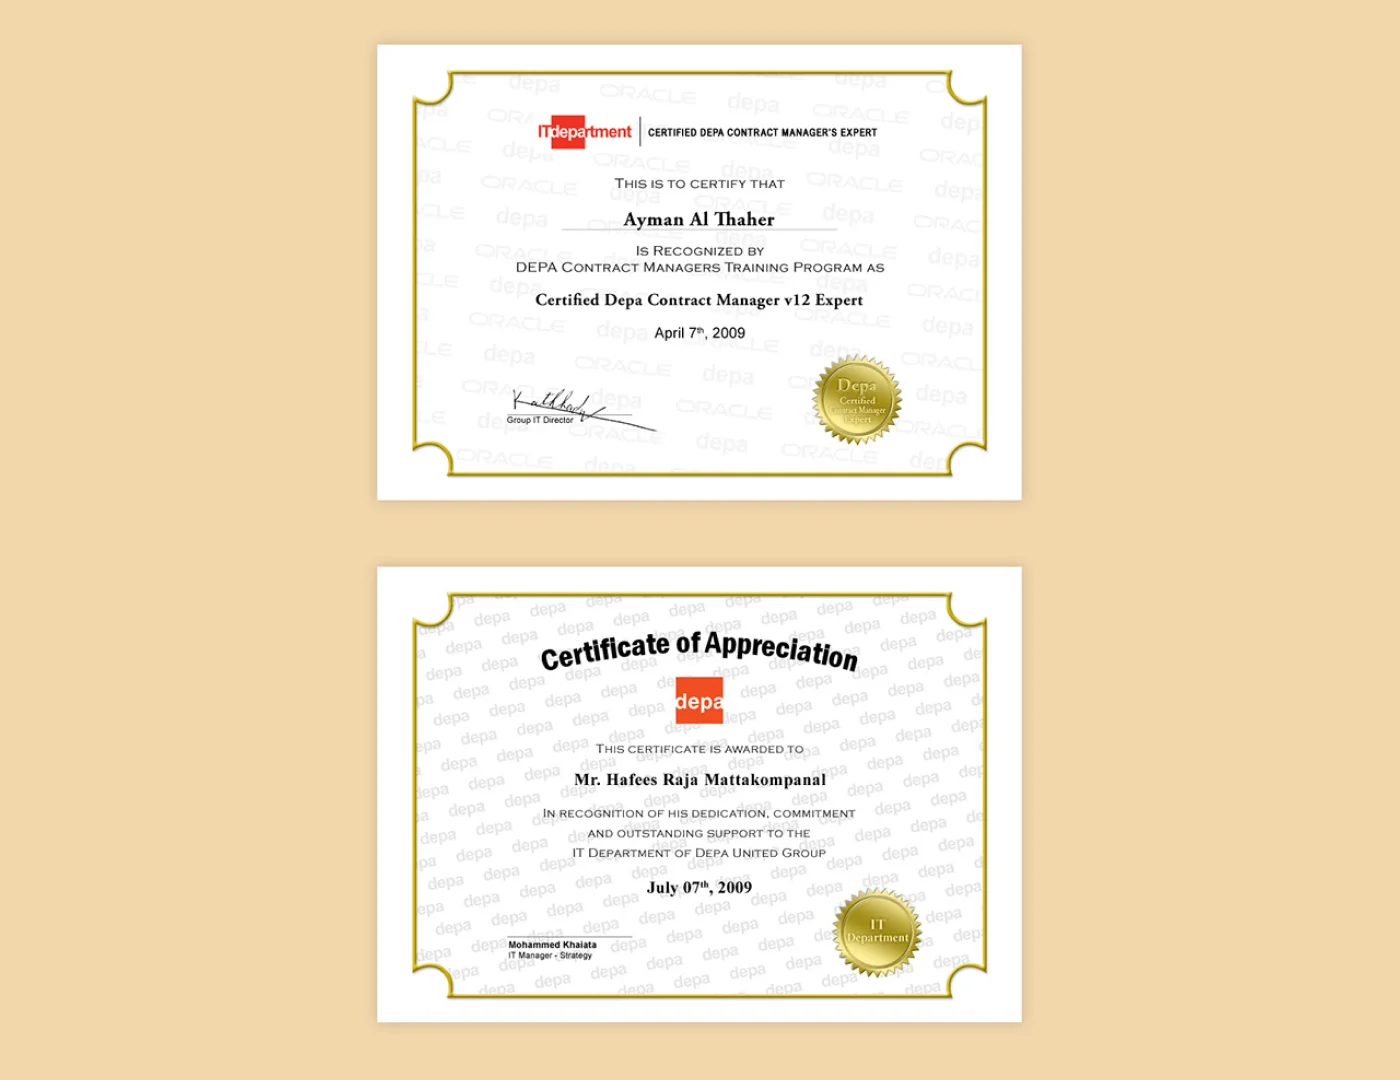 ITdepartment | CERTIFIED DEPA CONTRACT MANAGER'S EXPERT
THIS IS TO CERTIFY THAT
Ayman Al Thaher
IS RECOGNIZED BY
DEPA CONTRACT MANAGERS TRAINING PROGRAM AS
Certified Depa Contract Manager v12 Expert
April 7th, 2009
Group IT Director
Depa
Certified
Contract Manager
Expert
Certificate of Appreciation
depa
THIS CERTIFICATE IS AWARDED TO
Mr. Hafees Raja Mattakompanal
IN RECOGNITION OF HIS DEDICATION, COMMITMENT
AND OUTSTANDING SUPPORT TO THE
IT DEPARTMENT OF DEPA UNITED GROUP
July 07th, 2009
Mohammed Khaiata
IT Manager - Strategy
IT
Department